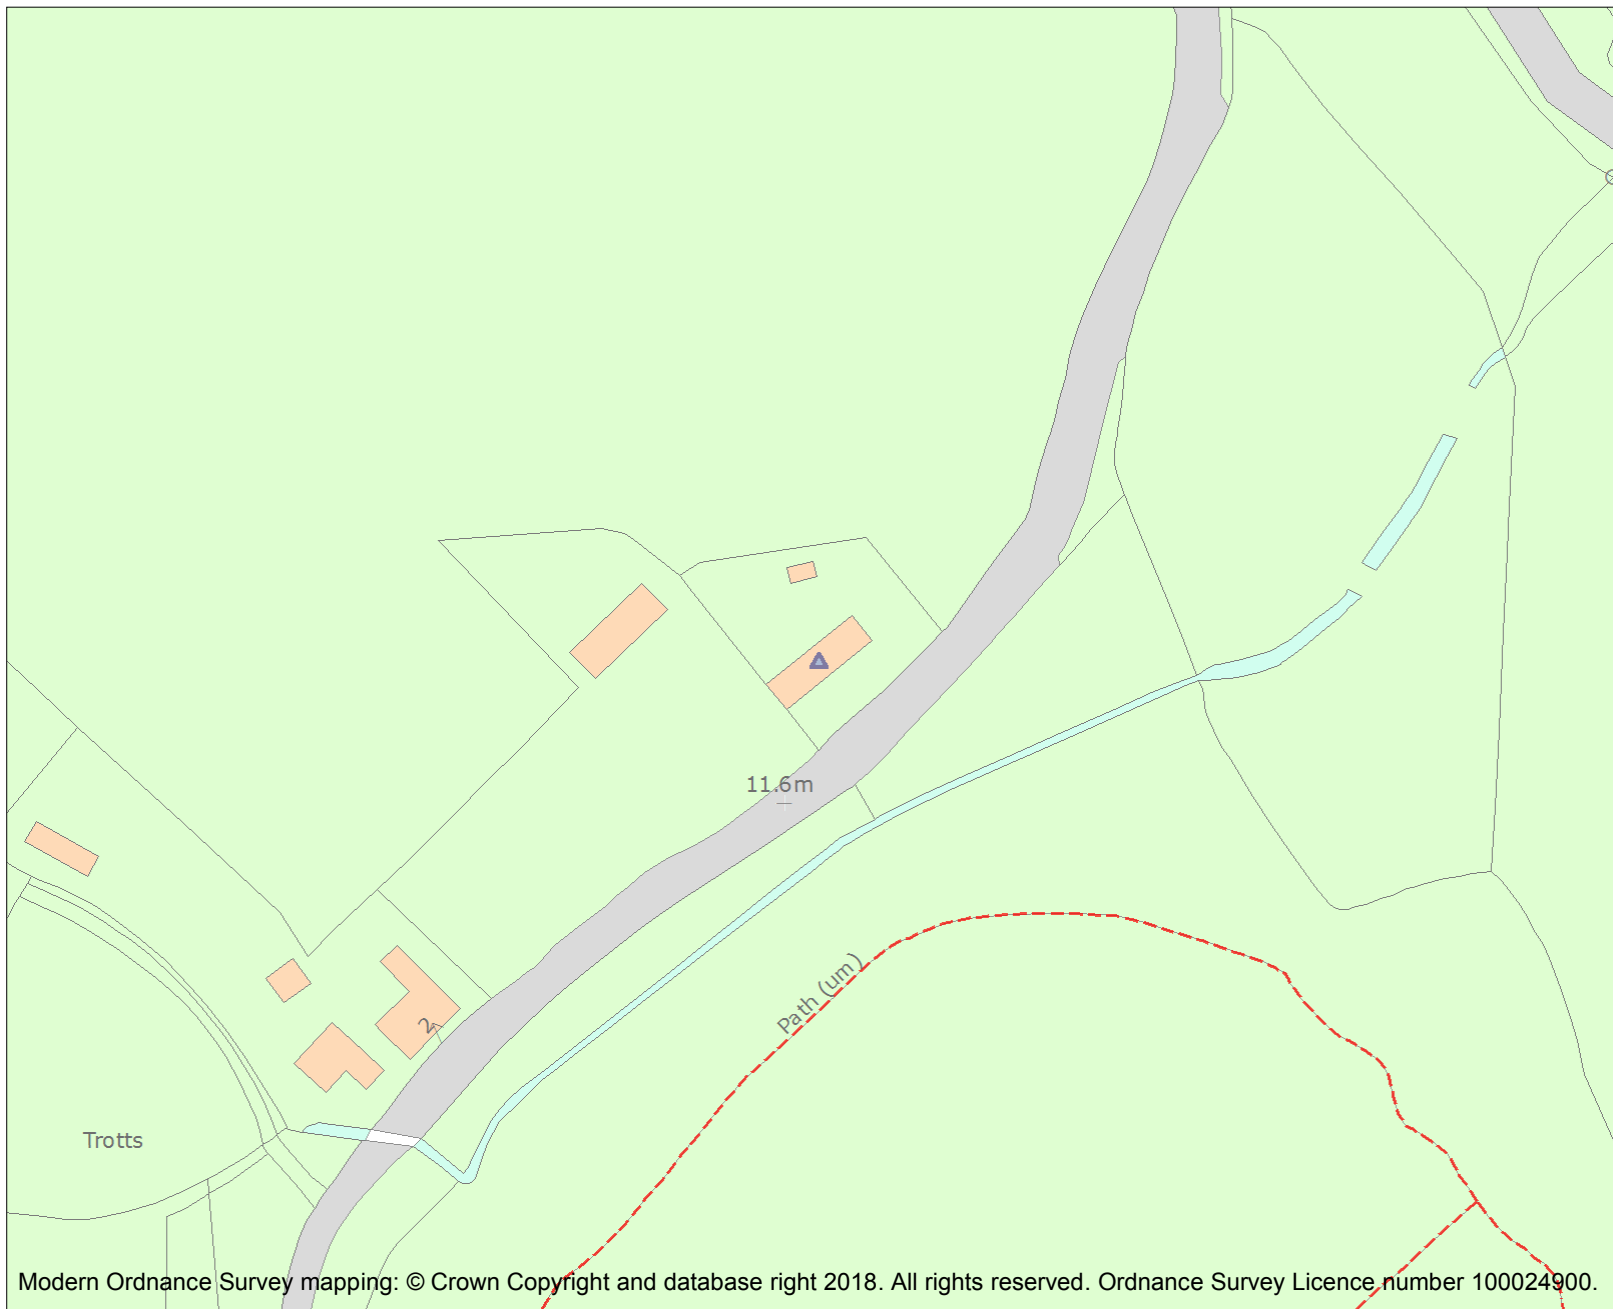 11.6m
Path (um)
2
Trotts
Modern Ordnance Survey mapping: © Crown Copyright and database right 2018. All rights reserved. Ordnance Survey Licence number 100024900.